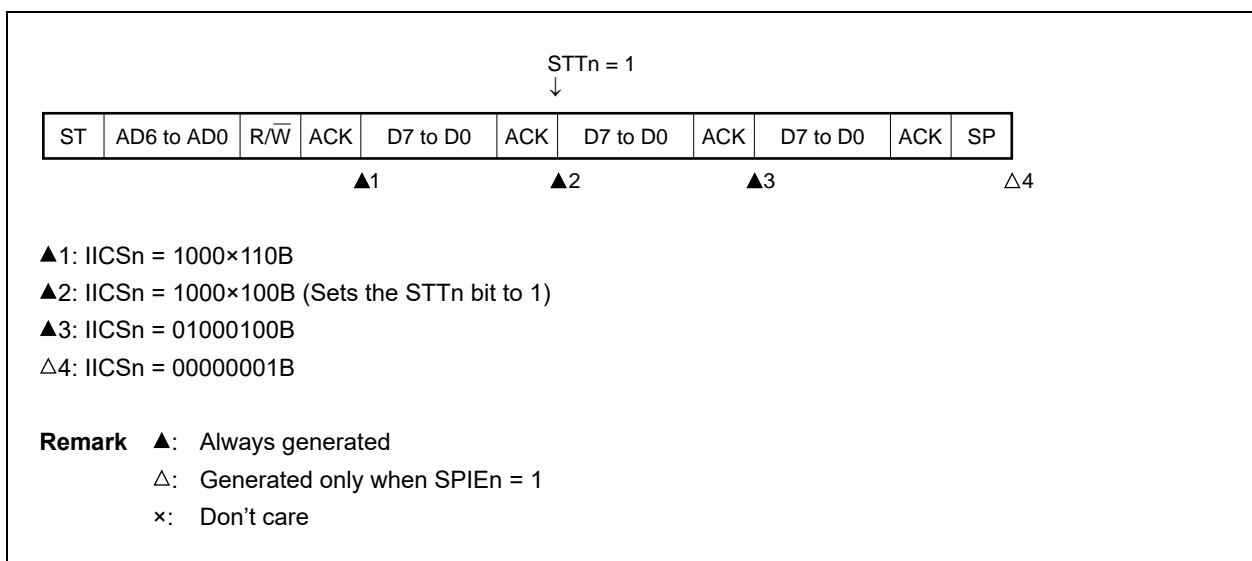 STTn = 1
↓
ST AD6 to AD0 R/W̅ ACK D7 to D0 ACK D7 to D0 ACK D7 to D0 ACK SP
▲1 ▲2 ▲3 △4
▲1: IICSn = 1000×110B
▲2: IICSn = 1000×100B (Sets the STTn bit to 1)
▲3: IICSn = 01000100B
△4: IICSn = 00000001B
Remark ▲: Always generated
△: Generated only when SPIEn = 1
×: Don’t care